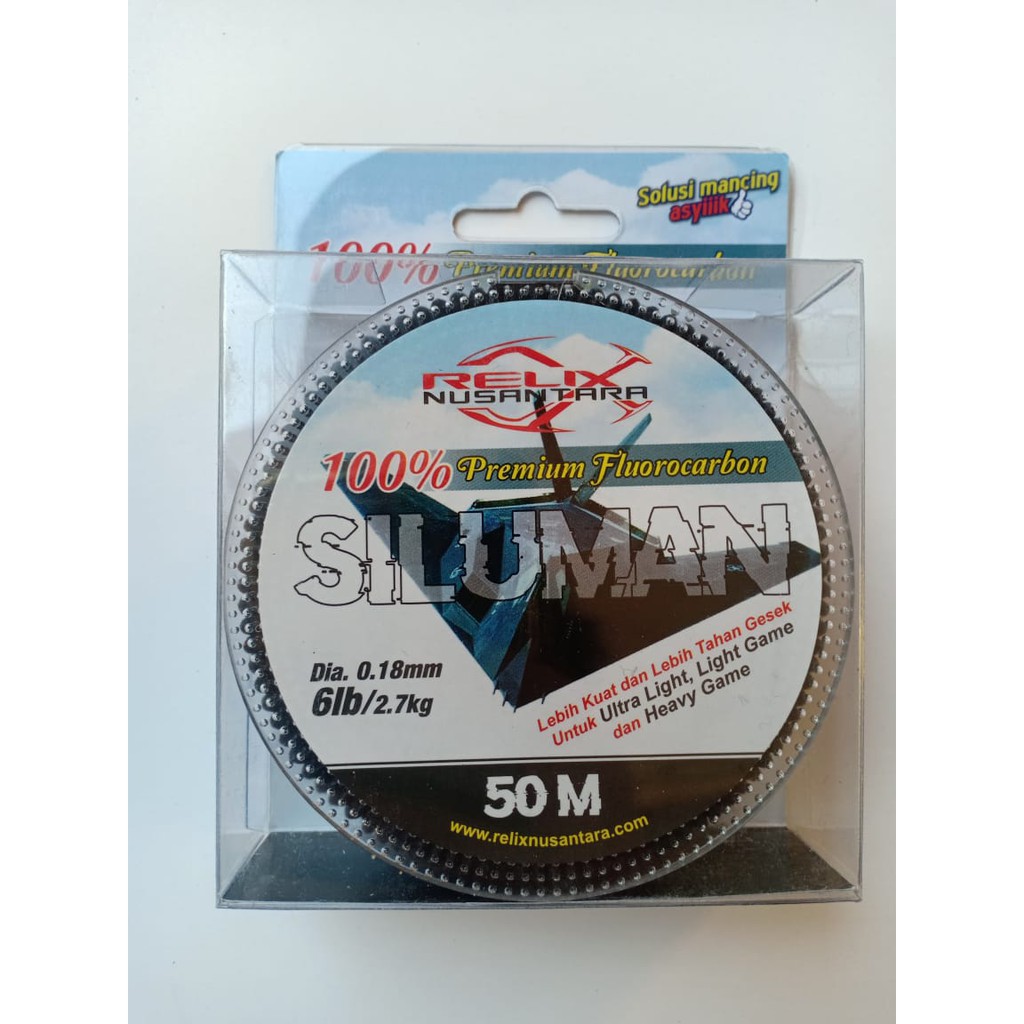 Solusi mancing
asyiiik
100% Premium Fluorocarbon
RELIX
NUSANTARA
100% Premium Fluorocarbon
SILUMAN
Dia. 0.18mm
6lb/2.7kg
Lebih Kuat dan Lebih Tahan Gesek
Untuk Ultra Light, Light Game
dan Heavy Game
50 M
www.relixnusantara.com